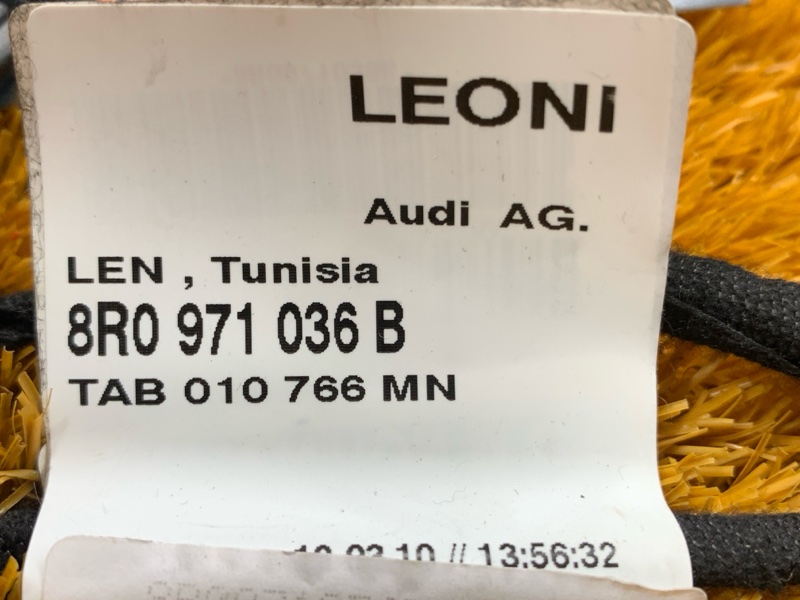 LEONI
Audi AG.
LEN , Tunisia
8R0 971 036 B
TAB 010 766 MN
// 13:56:32